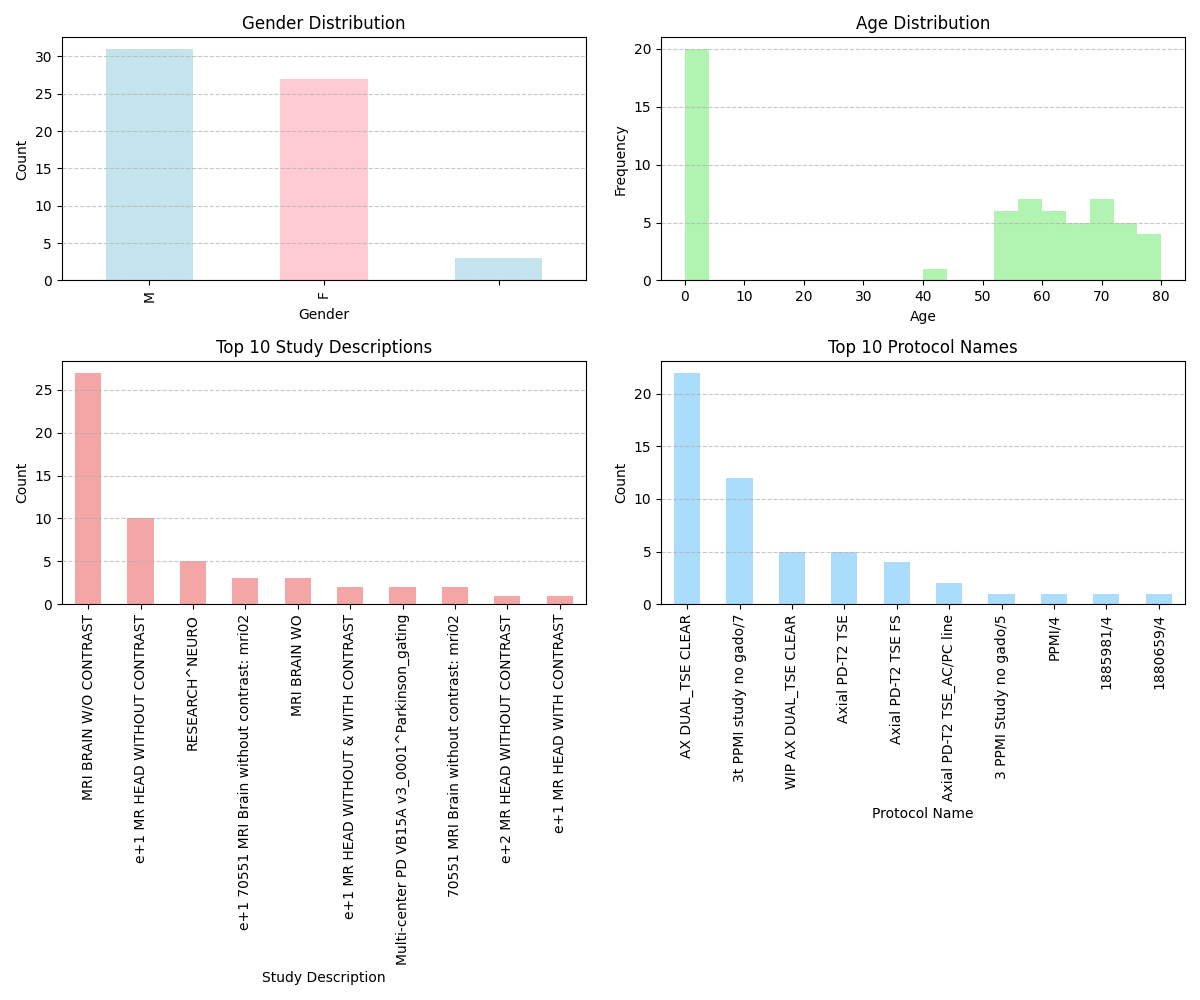 Gender Distribution
30
25
20
15
10
5
0
Count
M
F
Gender
Age Distribution
20
15
10
5
0
Frequency
0 10 20 30 40 50 60 70 80
Age
Top 10 Study Descriptions
25
20
15
10
5
0
Count
MRI BRAIN W/O CONTRAST
e+1 MR HEAD WITHOUT CONTRAST
RESEARCH^NEURO
e+1 70551 MRI Brain without contrast: mri02
MRI BRAIN WO
e+1 MR HEAD WITHOUT & WITH CONTRAST
Multi-center PD VB15A v3_0001^Parkinson_gating
70551 MRI Brain without contrast: mri02
e+2 MR HEAD WITHOUT CONTRAST
e+1 MR HEAD WITH CONTRAST
Study Description
Top 10 Protocol Names
20
15
10
5
0
Count
AX DUAL_TSE CLEAR
3t PPMI study no gado/7
WIP AX DUAL_TSE CLEAR
Axial PD-T2 TSE
Axial PD-T2 TSE FS
Axial PD-T2 TSE_AC/PC line
3 PPMI Study no gado/5
PPMI/4
1885981/4
1880659/4
Protocol Name